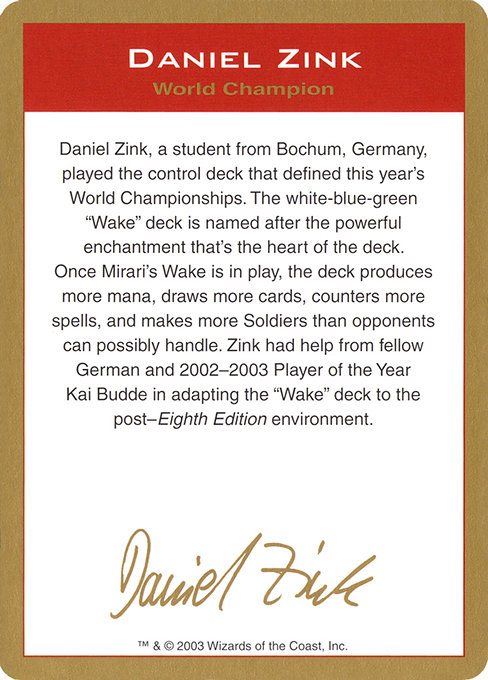 DANIEL ZINK
World Champion
Daniel Zink, a student from Bochum, Germany,
played the control deck that defined this year’s
World Championships. The white-blue-green
“Wake” deck is named after the powerful
enchantment that’s the heart of the deck.
Once Mirari’s Wake is in play, the deck produces
more mana, draws more cards, counters more
spells, and makes more Soldiers than opponents
can possibly handle. Zink had help from fellow
German and 2002–2003 Player of the Year
Kai Budde in adapting the “Wake” deck to the
post–Eighth Edition environment.
Daniel Zink
™ & © 2003 Wizards of the Coast, Inc.